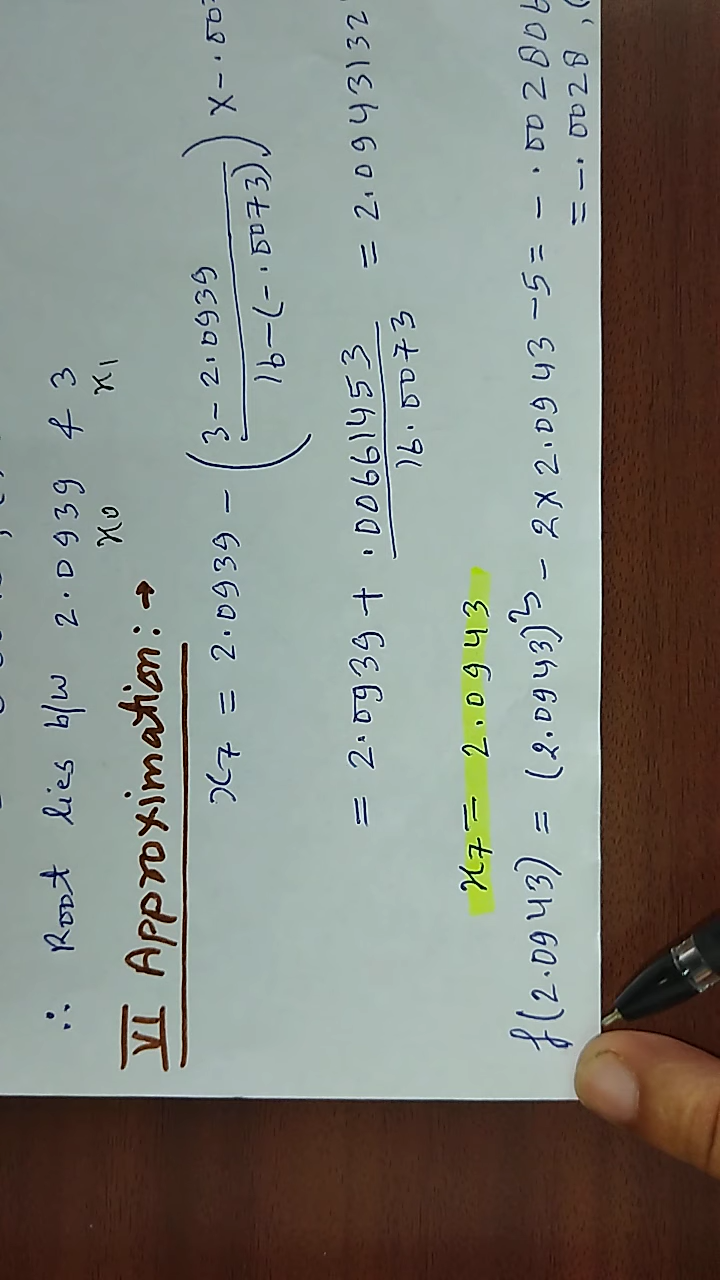 ∴ Root lies b/w 2.0939 & 3
x0 x1
VI Approximation:→
x7 = 2.0939 − (3−2.0939 / 16−(−.0073)) × −.00
= 2.0939 + .00661453 / 16.0073 = 2.0943132
x7 = 2.0943
f(2.0943) = (2.0943)³ − 2×2.0943 −5 = −.002806
= −.0028,